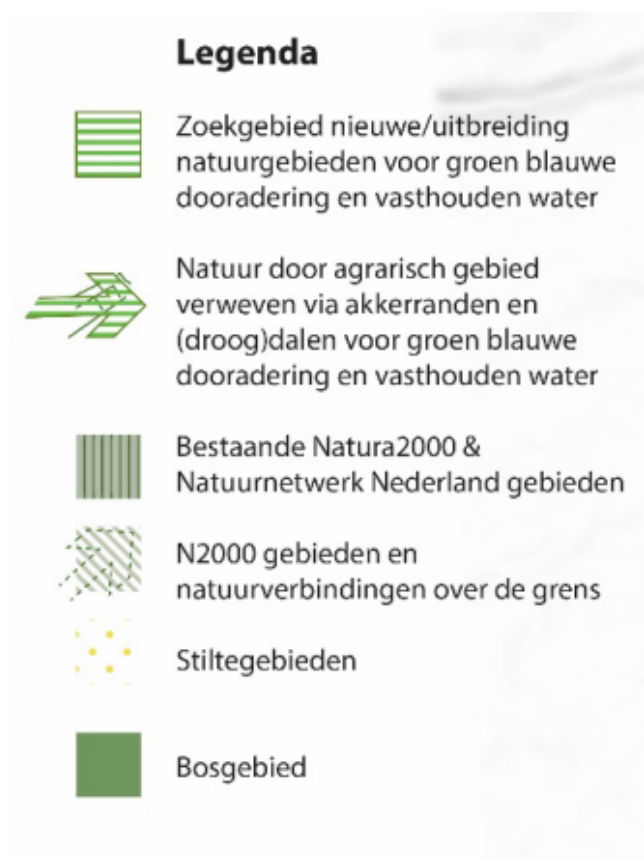 Legenda
Zoekgebied nieuwe/uitbreiding
natuurgebieden voor groen blauwe
dooradering en vasthouden water
Natuur door agrarisch gebied
verweven via akkerranden en
(droog)dalen voor groen blauwe
dooradering en vasthouden water
Bestaande Natura2000 &
Natuurnetwerk Nederland gebieden
N2000 gebieden en
natuurverbindingen over de grens
Stiltegebieden
Bosgebied